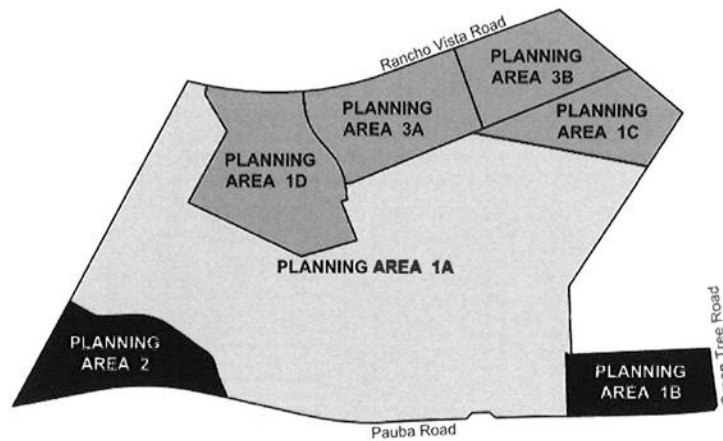 Rancho Vista Road
PLANNING
AREA 3B
PLANNING
AREA 3A
PLANNING
AREA 1C
PLANNING
AREA 1D
PLANNING AREA 1A
PLANNING
AREA 2
PLANNING
AREA 1B
Tree Road
Pauba Road